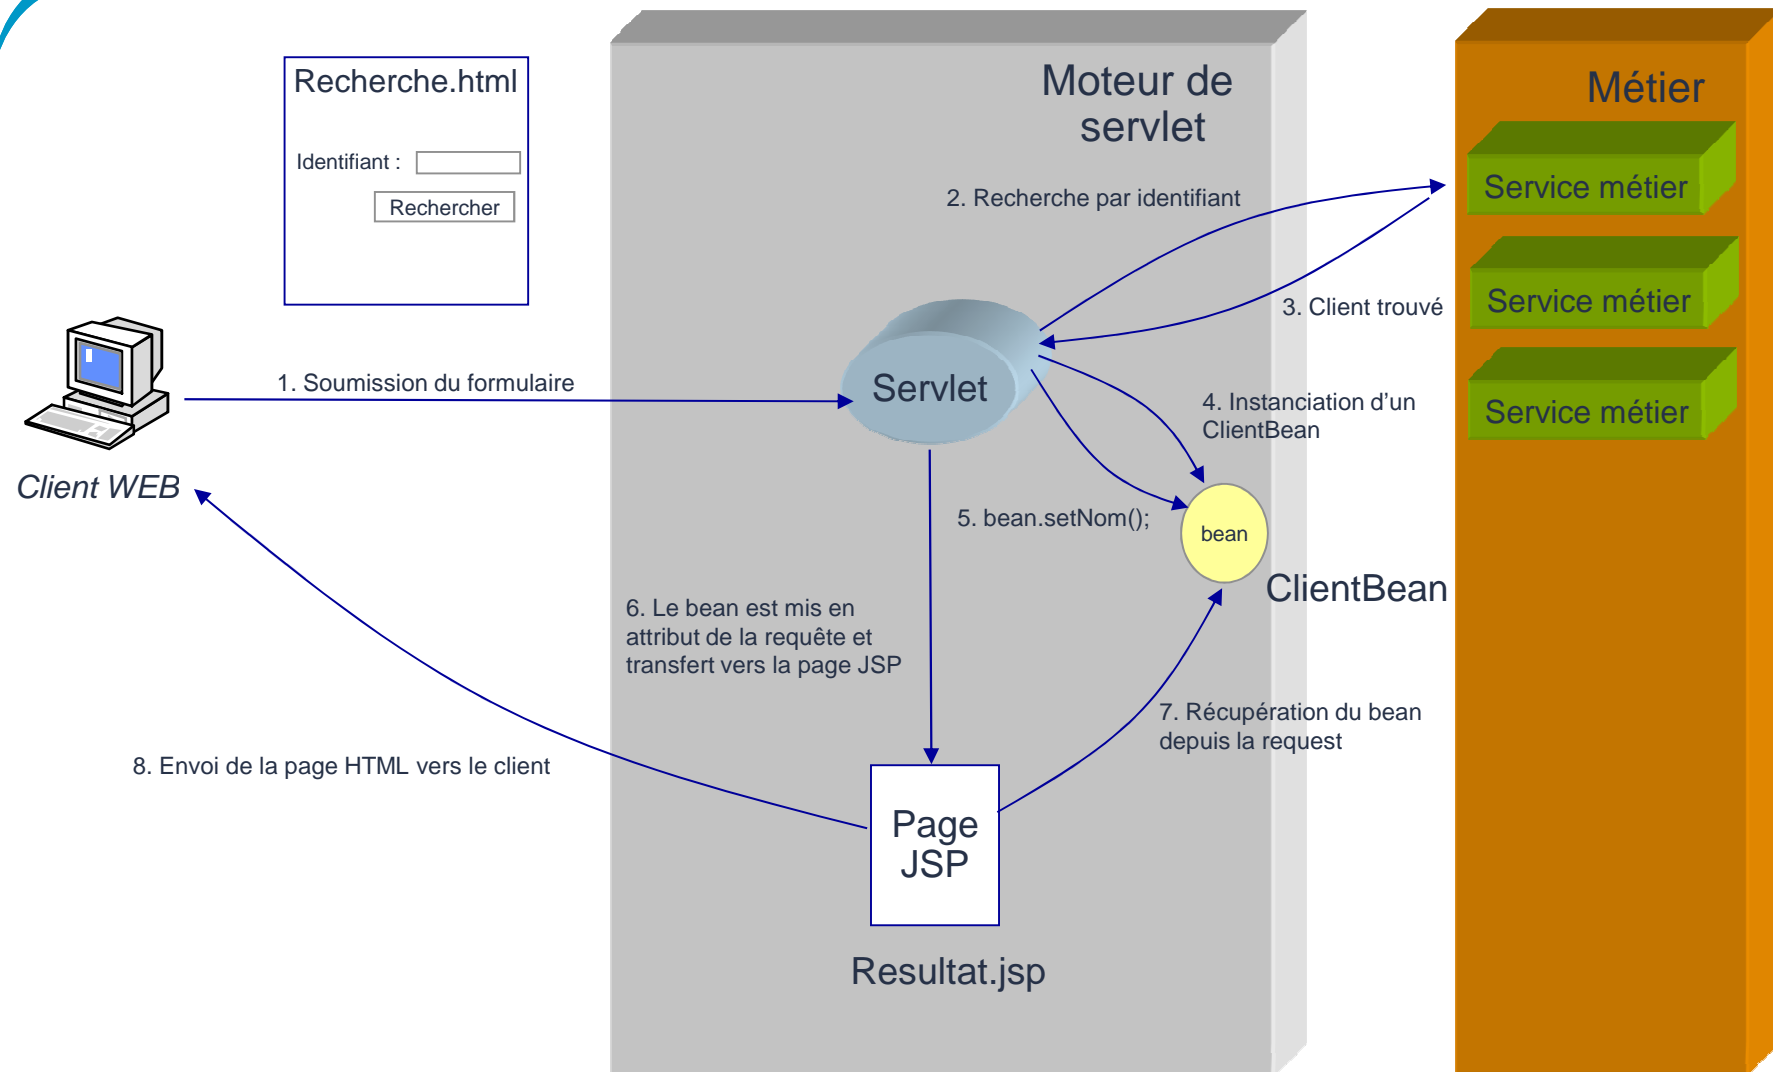 Recherche.html
Identifiant :
Rechercher
Moteur de
servlet
Métier
Service métier
Service métier
Service métier
2. Recherche par identifiant
3. Client trouvé
1. Soumission du formulaire
Servlet
4. Instanciation d’un
ClientBean
Client WEB
5. bean.setNom();
bean
ClientBean
6. Le bean est mis en
attribut de la requête et
transfert vers la page JSP
7. Récupération du bean
depuis la request
8. Envoi de la page HTML vers le client
Page
JSP
Resultat.jsp